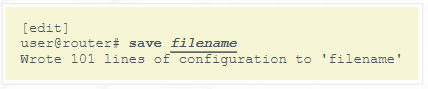 [edit]
user@router# save filename
Wrote 101 lines of configuration to 'filename'